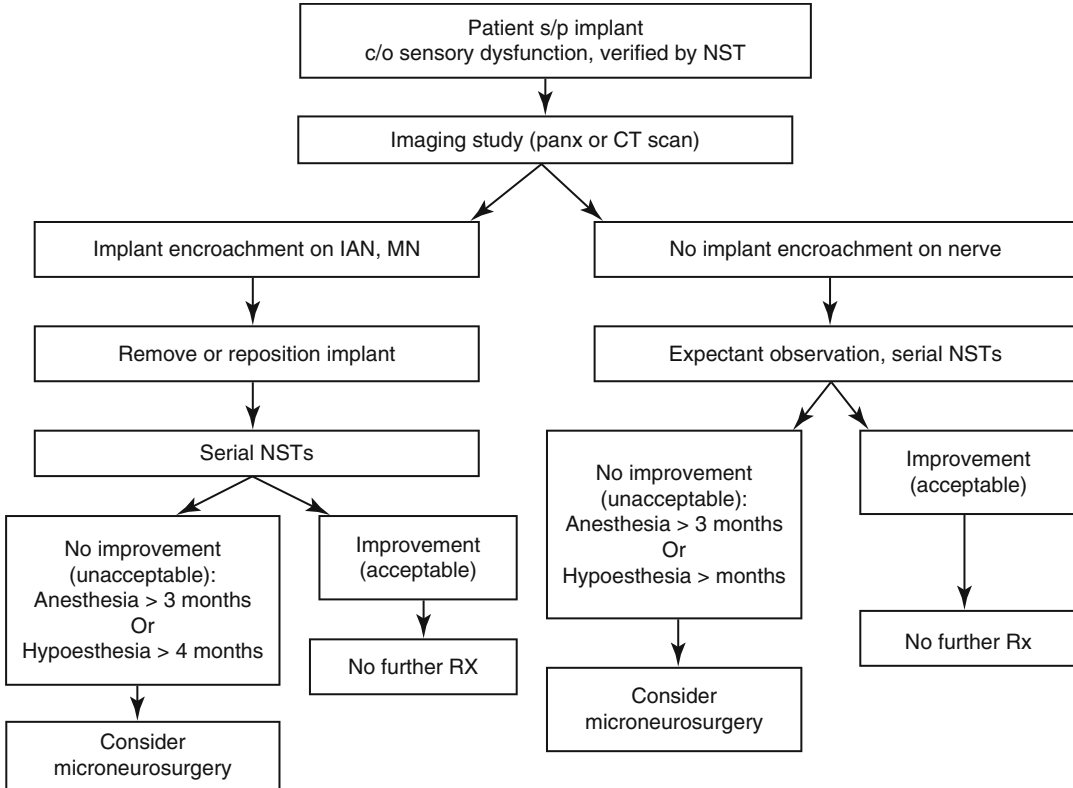 Patient s/p implant
c/o sensory dysfunction, verified by NST
Imaging study (panx or CT scan)
Implant encroachment on IAN, MN
No implant encroachment on nerve
Remove or reposition implant
Expectant observation, serial NSTs
Serial NSTs
No improvement
(unacceptable):
Anesthesia > 3 months
Or
Hypoesthesia > 4 months
Improvement
(acceptable)
No improvement
(unacceptable):
Anesthesia > 3 months
Or
Hypoesthesia > months
Improvement
(acceptable)
No further RX
No further Rx
Consider
microneurosurgery
Consider
microneurosurgery